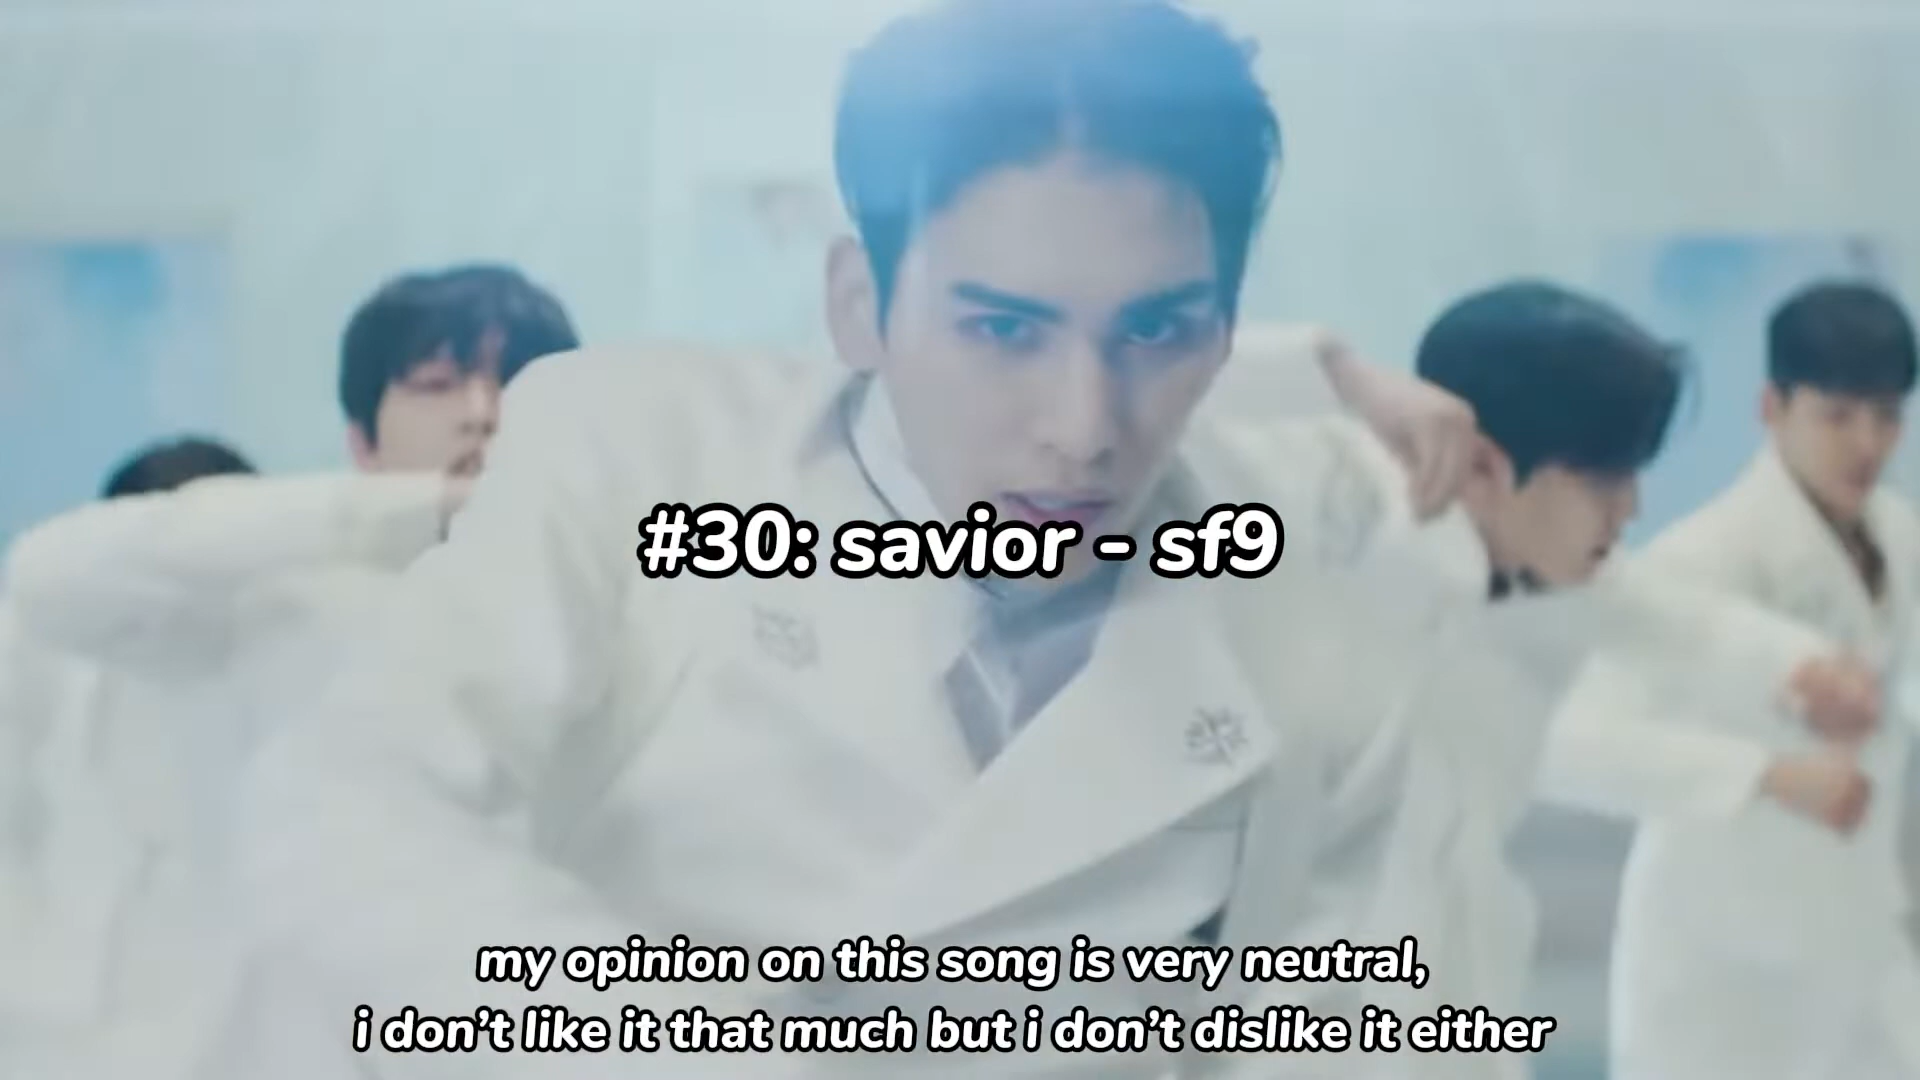 #30: savior - sf9
my opinion on this song is very neutral,
i don't like it that much but i don't dislike it either